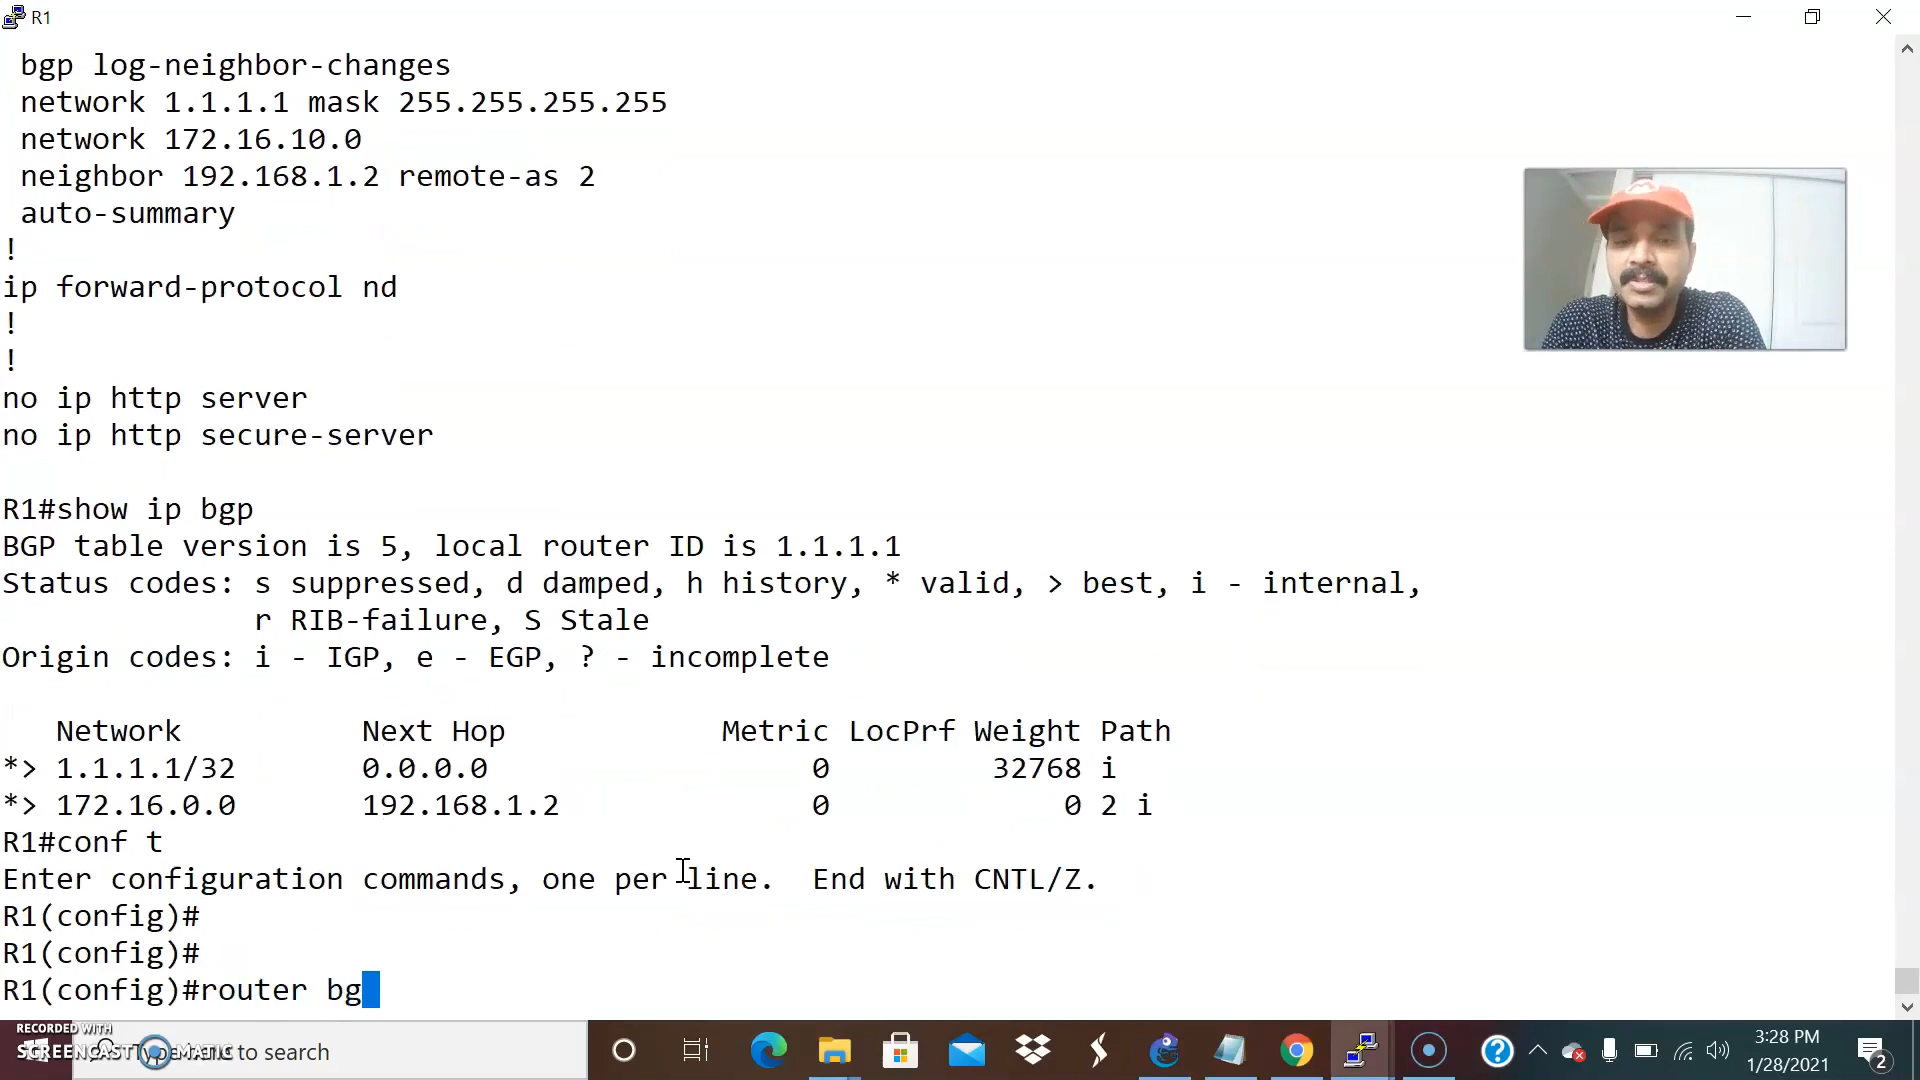 R1
bgp log-neighbor-changes
network 1.1.1.1 mask 255.255.255.255
network 172.16.10.0
neighbor 192.168.1.2 remote-as 2
auto-summary
!
ip forward-protocol nd
!
!
no ip http server
no ip http secure-server
R1#show ip bgp
BGP table version is 5, local router ID is 1.1.1.1
Status codes: s suppressed, d damped, h history, * valid, > best, i - internal,
r RIB-failure, S Stale
Origin codes: i - IGP, e - EGP, ? - incomplete
Network Next Hop Metric LocPrf Weight Path
*> 1.1.1.1/32 0.0.0.0 0 32768 i
*> 172.16.0.0 192.168.1.2 0 0 2 i
R1#conf t
Enter configuration commands, one per line. End with CNTL/Z.
R1(config)#
R1(config)#
R1(config)#router bg
RECORDED WITH
SCREENCAST MATIC
to search
3:28 PM
1/28/2021
2